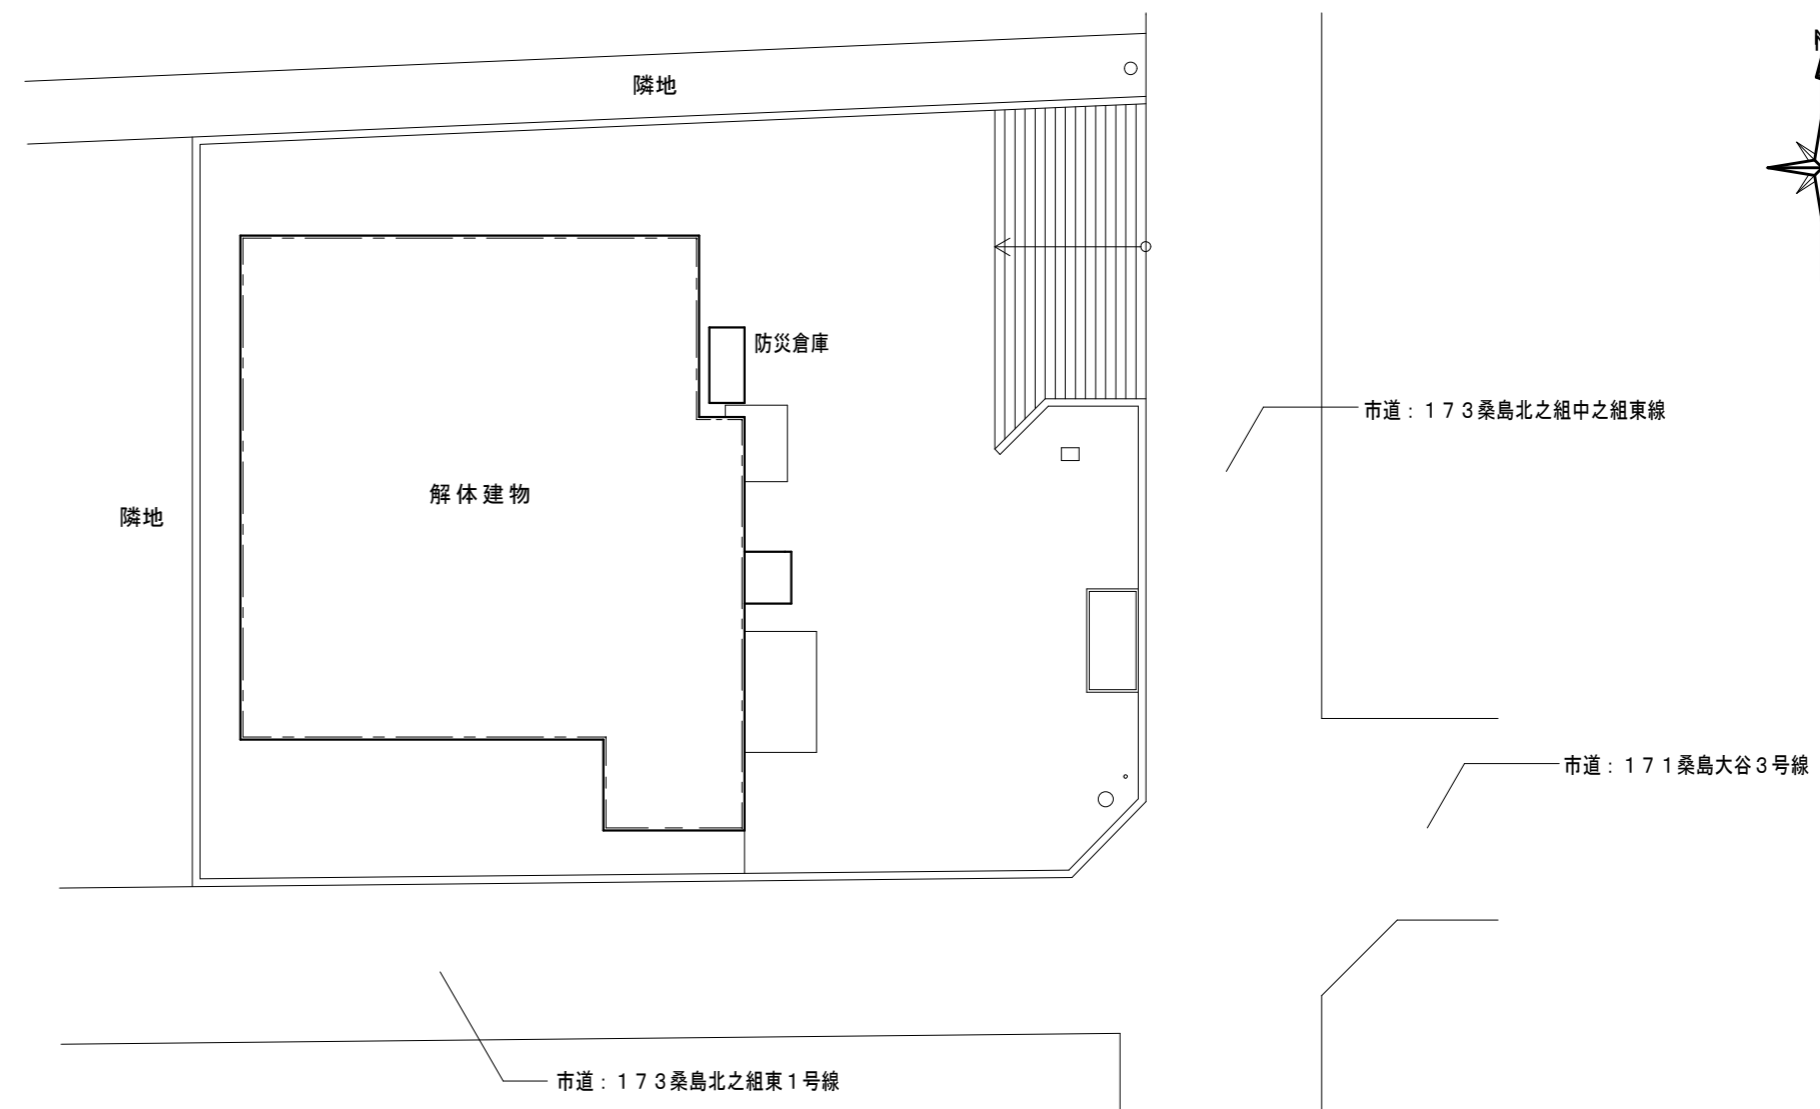 隣地
防災倉庫
市道：１７３桑島北之組中之組東線
解体建物
隣地
市道：１７１桑島大谷３号線
市道：１７３桑島北之組東１号線